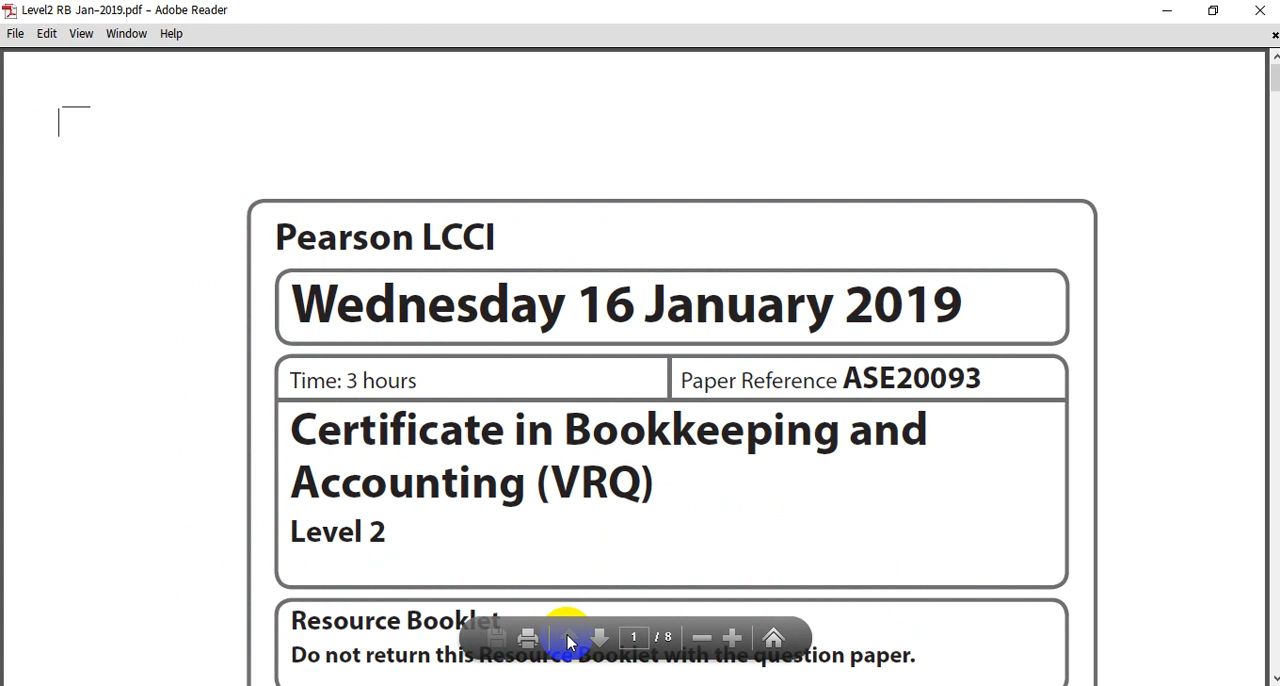 Level2 RB Jan-2019.pdf - Adobe Reader
File Edit View Window Help
Pearson LCCI
Wednesday 16 January 2019
Time: 3 hours
Paper Reference ASE20093
Certificate in Bookkeeping and
Accounting (VRQ)
Level 2
Resource Booklet
1 / 8
Do not return this Resource Booklet with the question paper.